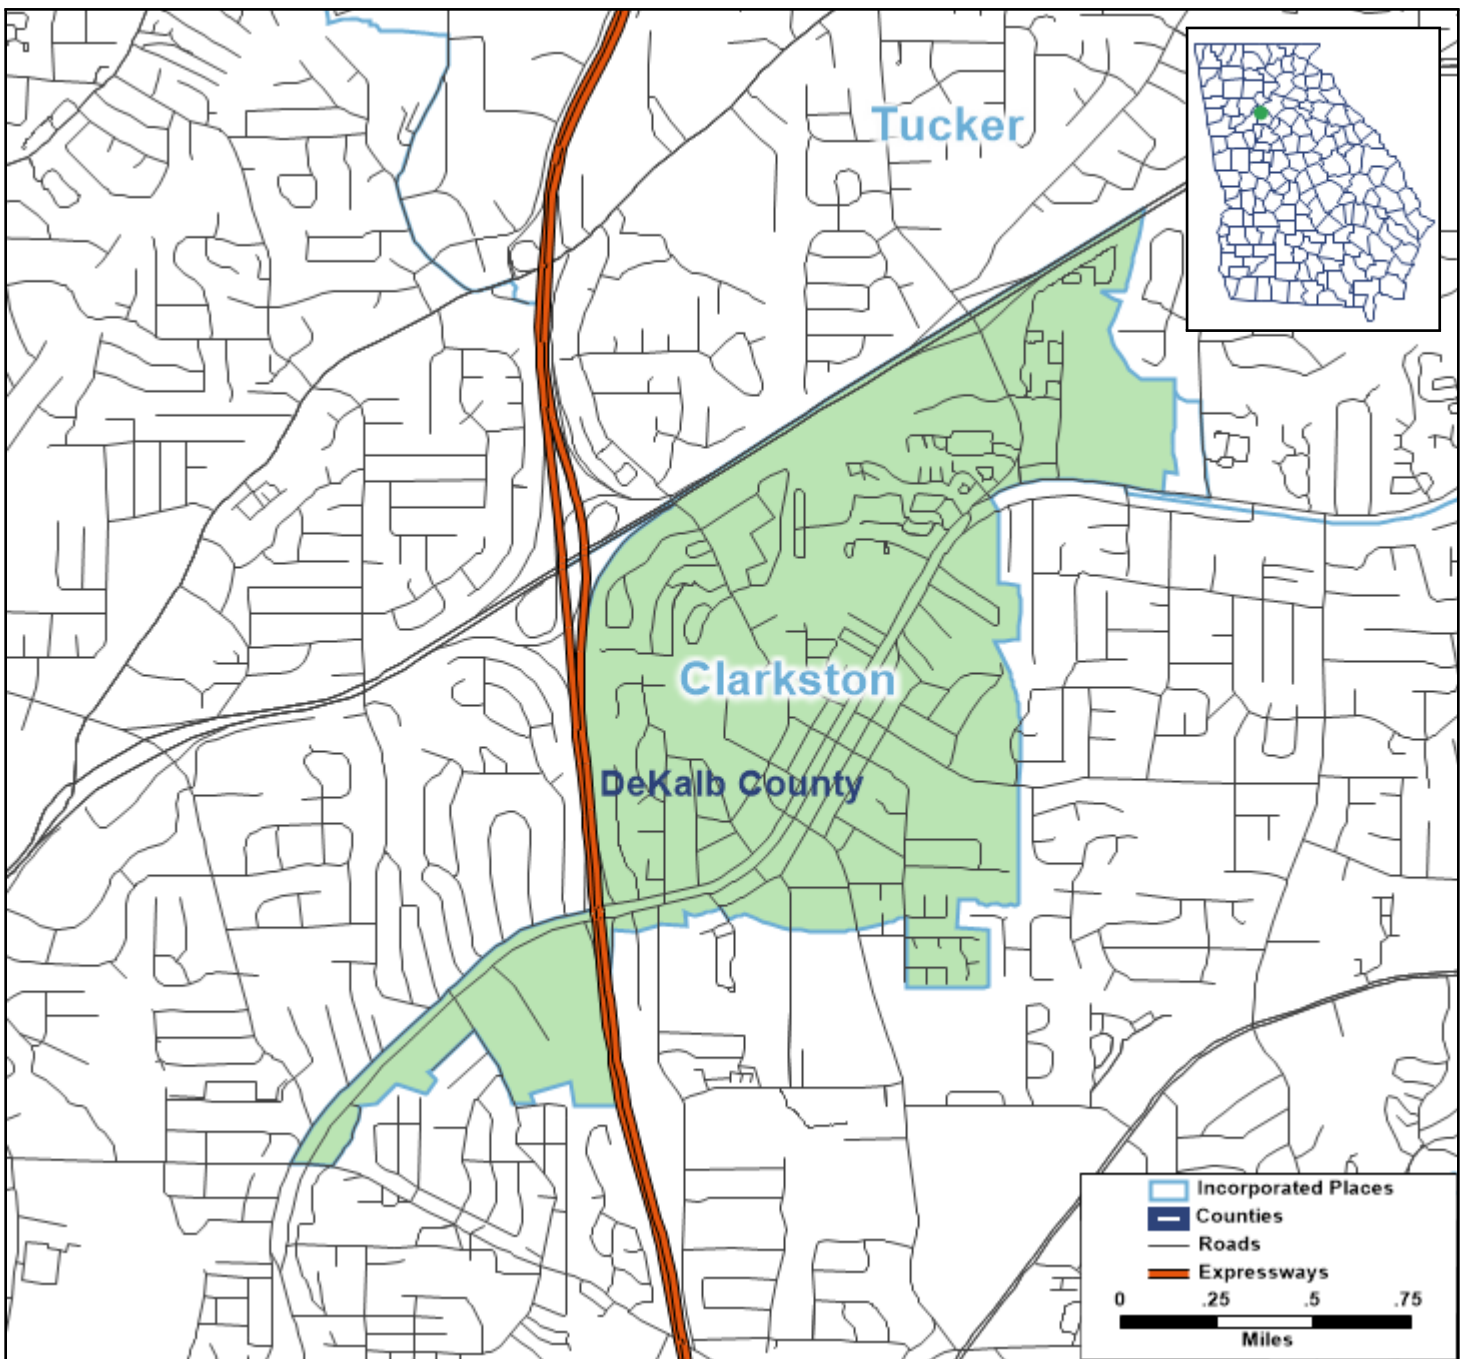 Tucker
Clarkston
DeKalb County
Incorporated Places
Counties
Roads
Expressways
0 .25 .5 .75
Miles